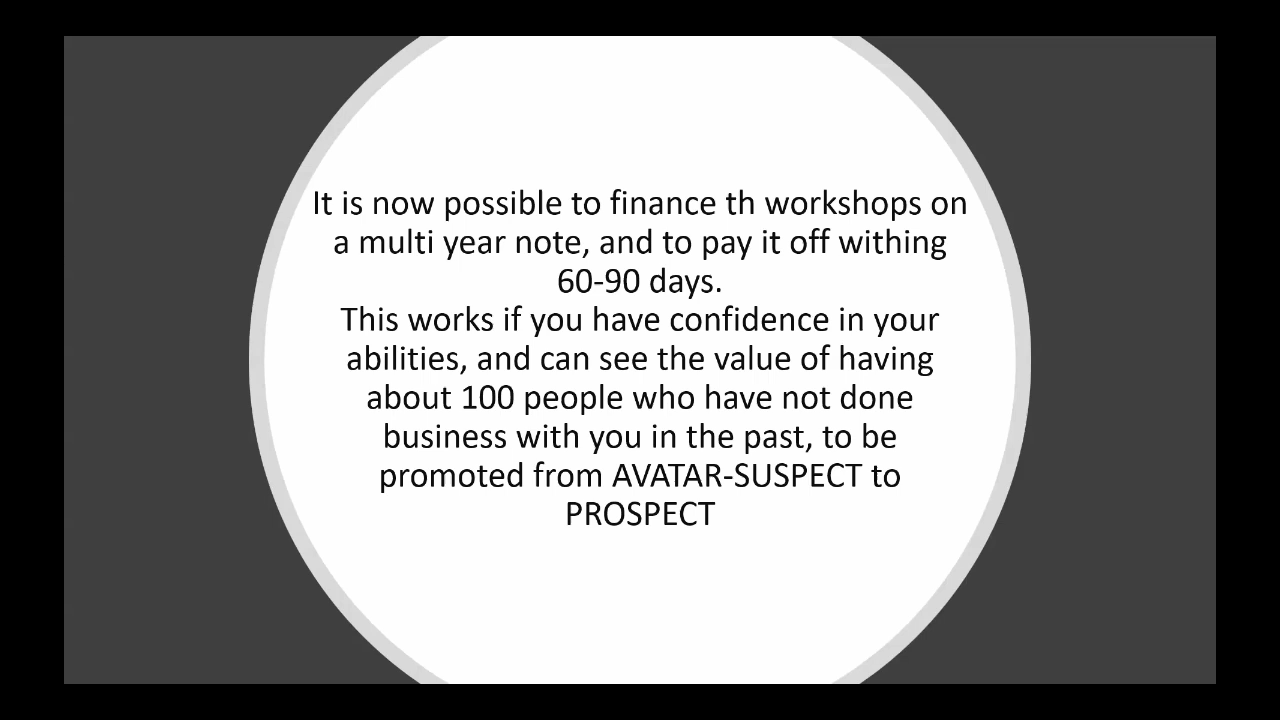 It is now possible to finance th workshops on
a multi year note, and to pay it off withing
60-90 days.
This works if you have confidence in your
abilities, and can see the value of having
about 100 people who have not done
business with you in the past, to be
promoted from AVATAR-SUSPECT to
PROSPECT